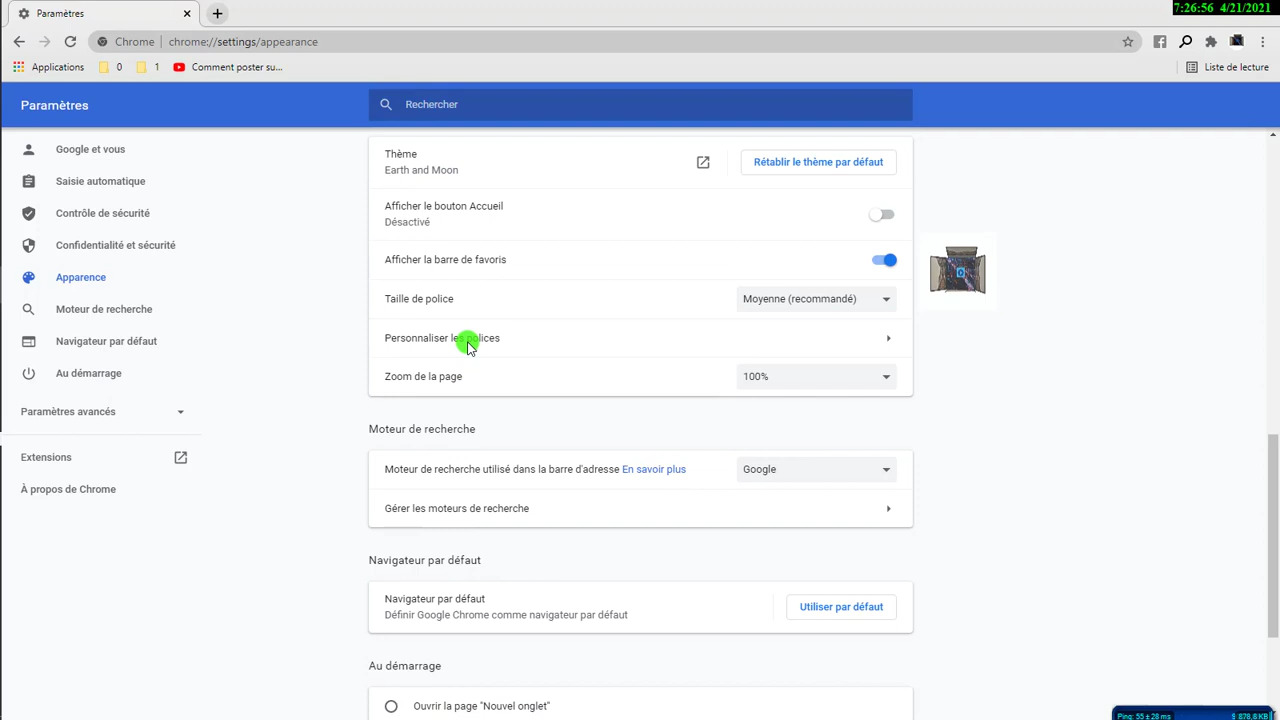 Paramètres
7:26:56 4/21/2021
Chrome chrome://settings/appearance
Applications 0 1 Comment poster su... Liste de lecture
Paramètres
Rechercher
Google et vous
Saisie automatique
Contrôle de sécurité
Confidentialité et sécurité
Apparence
Moteur de recherche
Navigateur par défaut
Au démarrage
Paramètres avancés
Extensions
À propos de Chrome
Thème
Earth and Moon
Rétablir le thème par défaut
Afficher le bouton Accueil
Désactivé
Afficher la barre de favoris
Taille de police
Moyenne (recommandé)
Personnaliser les polices
Zoom de la page
100%
Moteur de recherche
Moteur de recherche utilisé dans la barre d'adresse En savoir plus
Google
Gérer les moteurs de recherche
Navigateur par défaut
Navigateur par défaut
Définir Google Chrome comme navigateur par défaut
Utiliser par défaut
Au démarrage
Ouvrir la page "Nouvel onglet"
Ping: 55 ± 28 ms